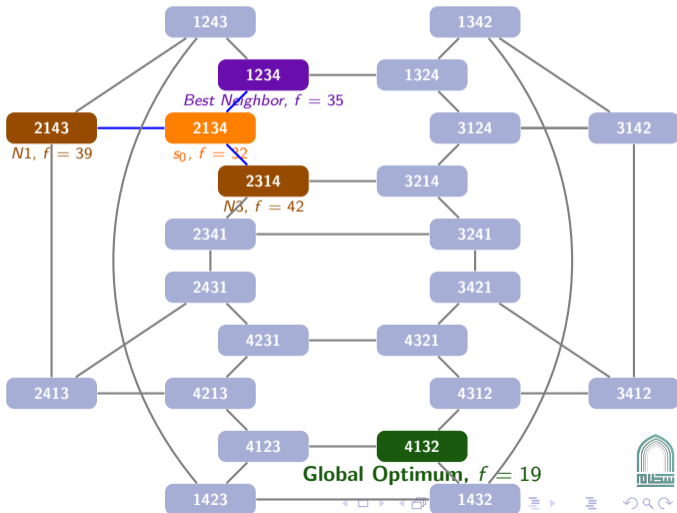 1243 1342
1234 1324
Best Neighbor, f = 35
2143 2134 3124 3142
N1, f = 39 s0, f = 32
2314 3214
N3, f = 42
2341 3241
2431 3421
4231 4321
2413 4213 4312 3412
4123 4132
Global Optimum, f = 19
1423 1432